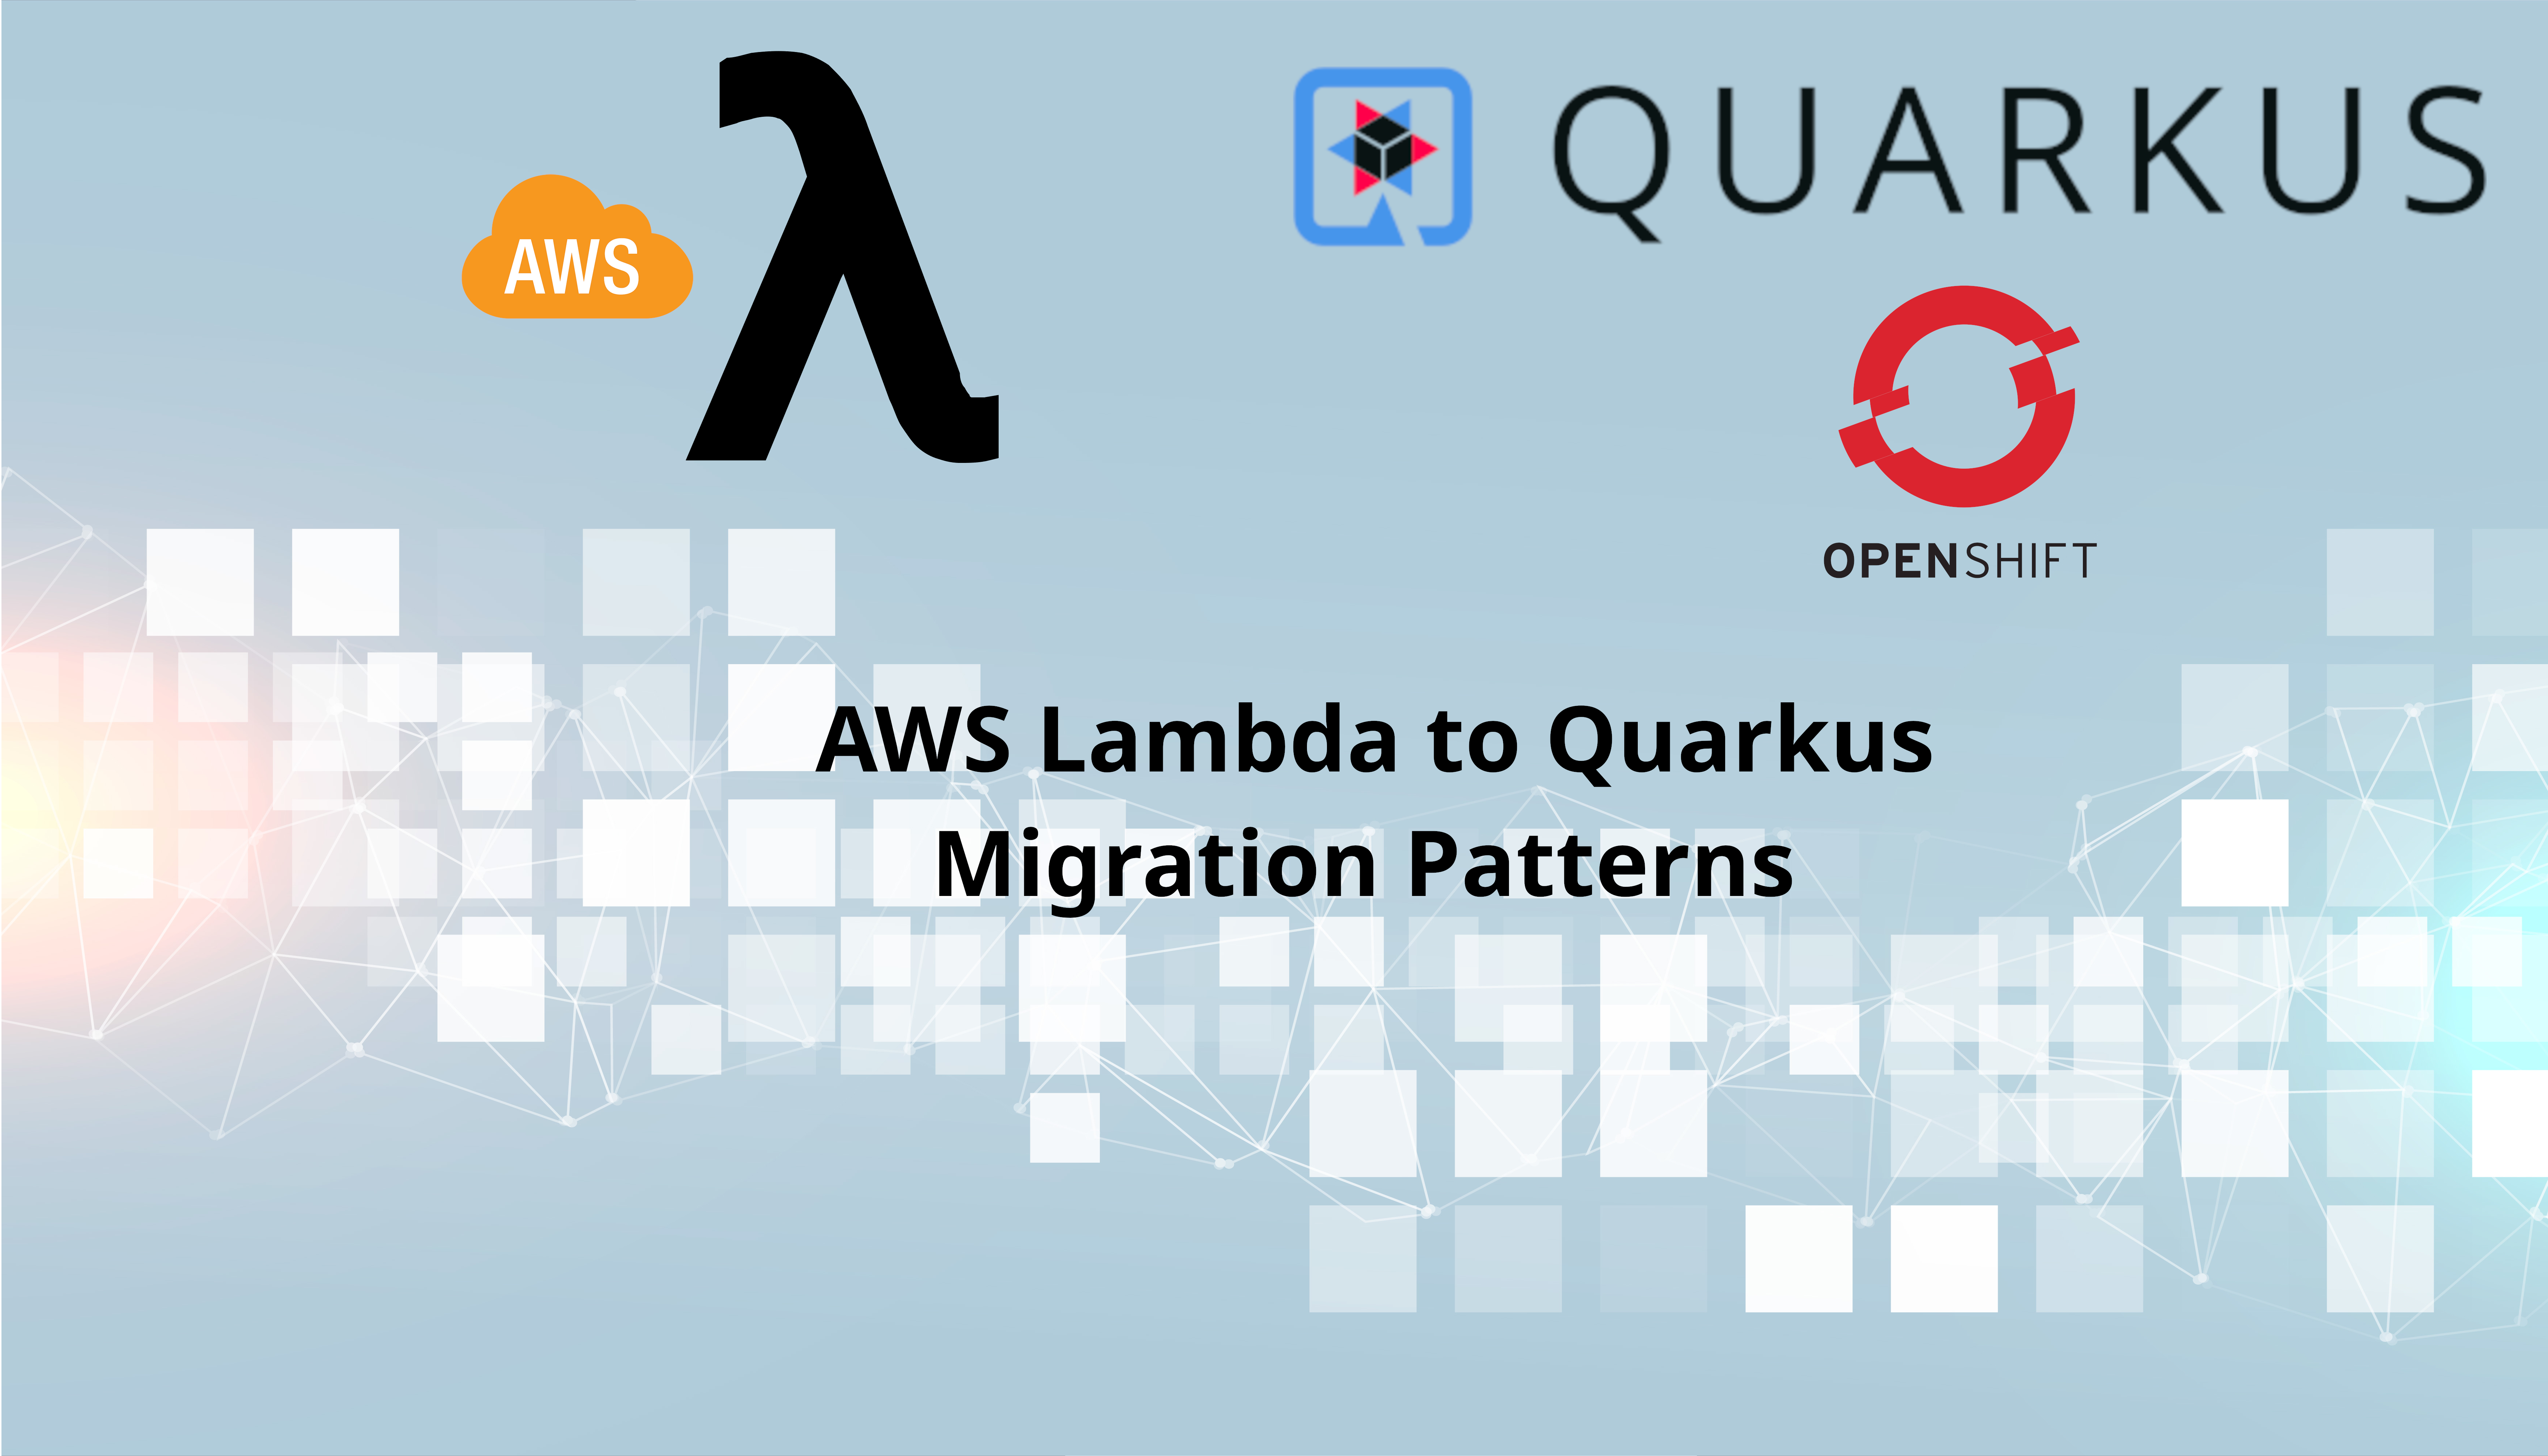 λ
AWS
QUARKUS
OPENSHIFT
AWS Lambda to Quarkus
Migration Patterns